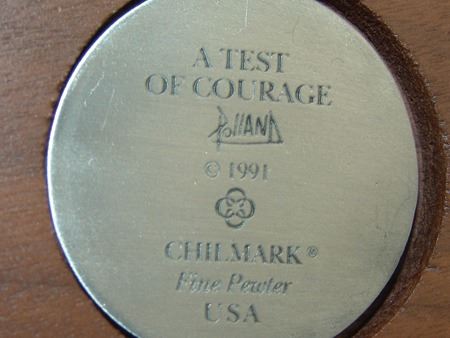 A TEST
OF COURAGE
Polland
© 1991
CHILMARK®
Fine Pewter
USA